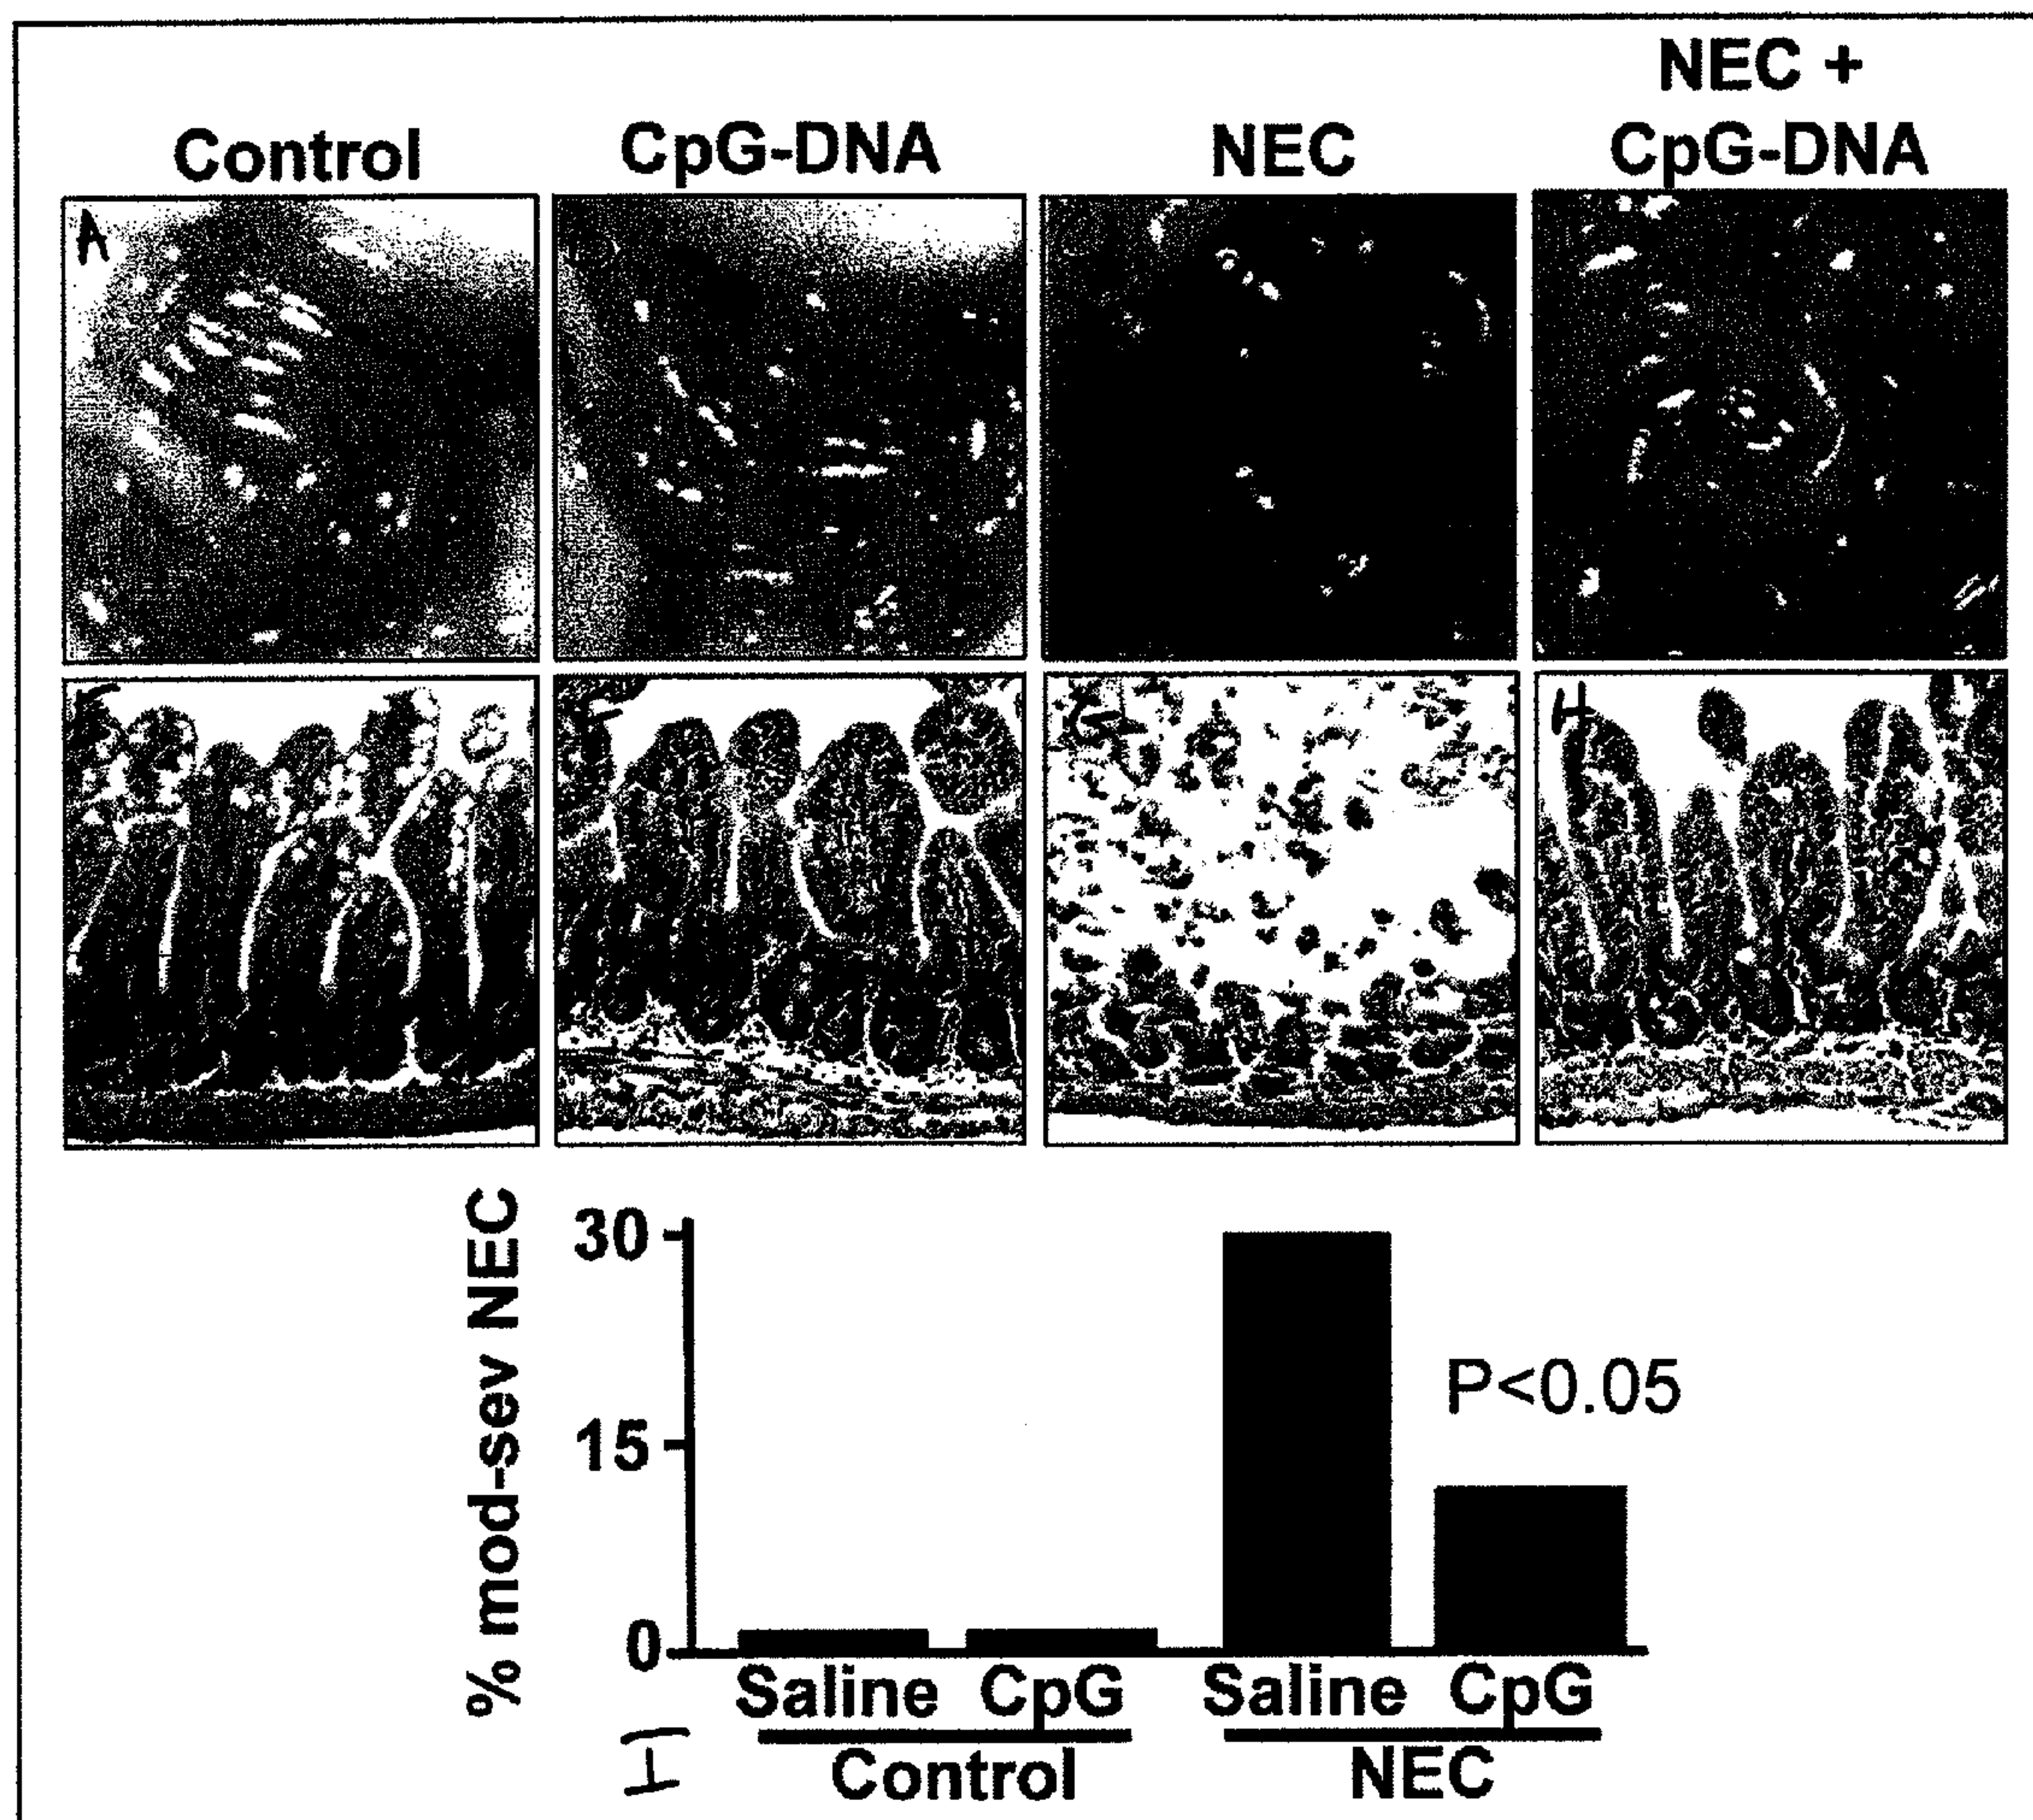 NEC +
Control CpG-DNA NEC CpG-DNA
A
F
G
H
% mod-sev NEC
30
15
0
P<0.05
Saline CpG Saline CpG
Control NEC
I